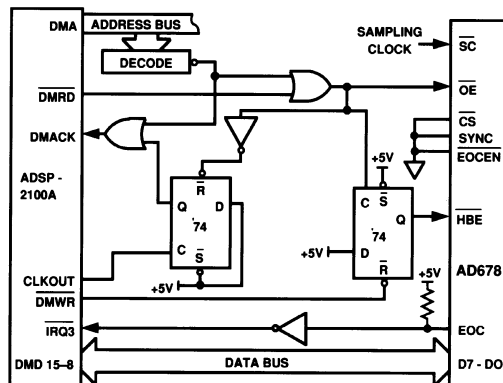 DMA
ADDRESS BUS
DECODE
SAMPLING
CLOCK
SC
DMRD
OE
DMACK
CS
SYNC
EOCEN
ADSP -
2100A
+5V
R
Q
D
'74
C
S
+5V
C
S
Q
'74
D
R
+5V
HBE
AD678
+5V
CLKOUT
DMWR
IRQ3
EOC
DMD 15–8
DATA BUS
D7 - DO